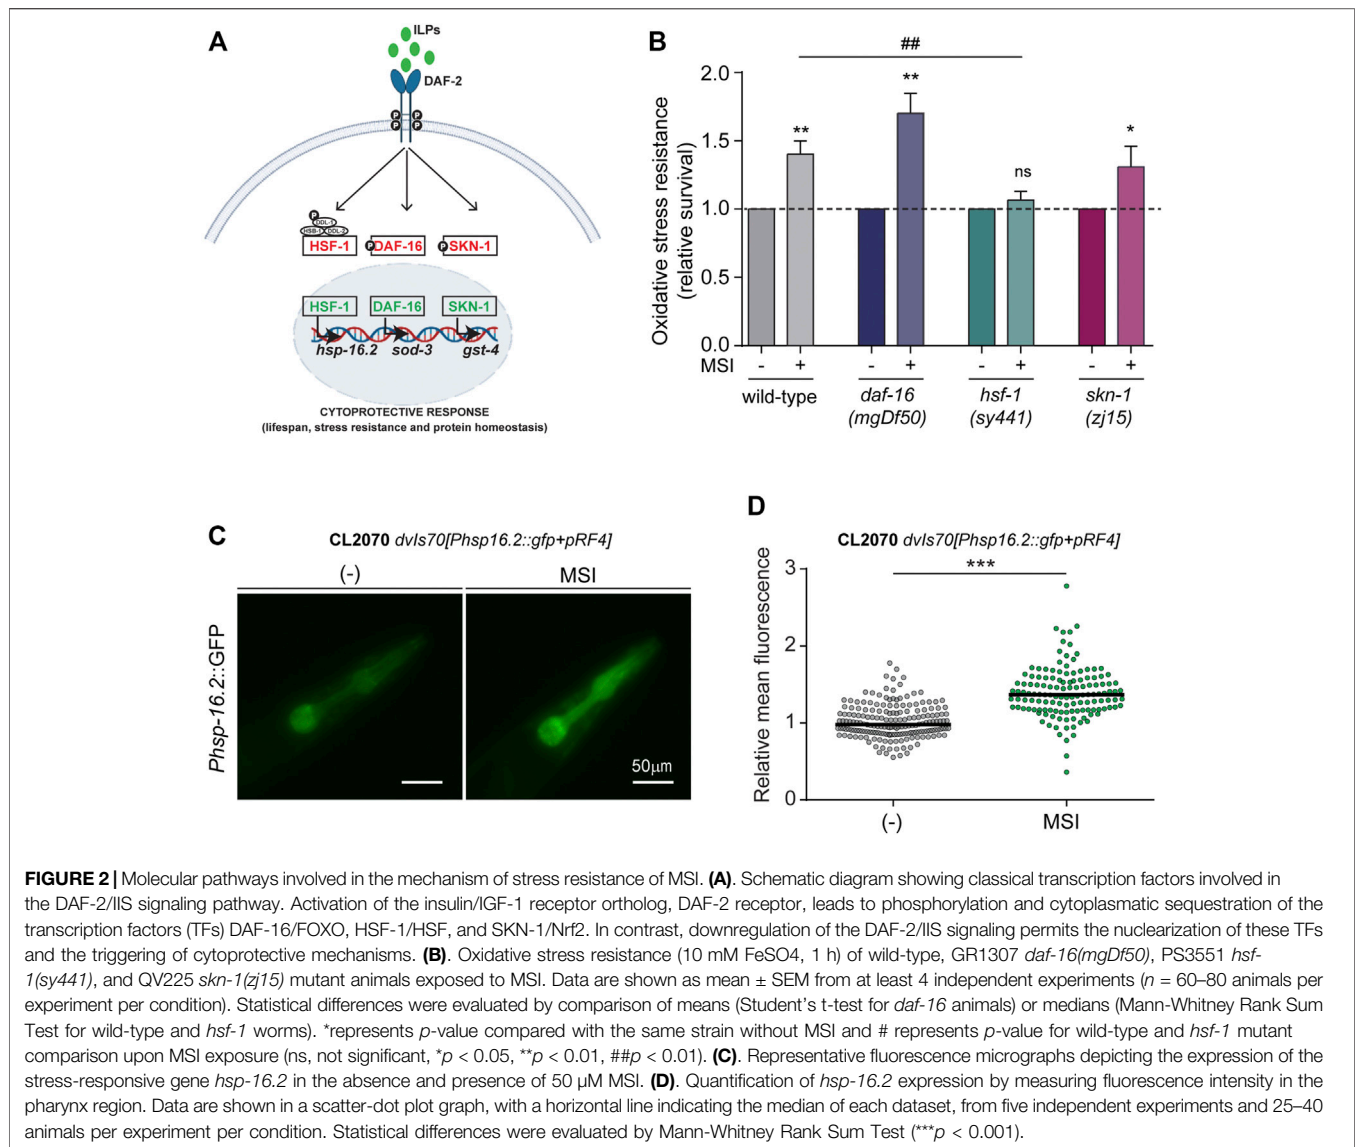 A
ILPs
DAF-2
P P
P P
P
DDL-1
HSB-1 DDL-2
HSF-1
P DAF-16
P SKN-1
HSF-1 DAF-16 SKN-1
hsp-16.2 sod-3 gst-4
CYTOPROTECTIVE RESPONSE
(lifespan, stress resistance and protein homeostasis)
B
Oxidative stress resistance
(relative survival)
2.0
1.5
1.0
0.5
0.0
##
** ** ns *
MSI - + - + - + - +
wild-type daf-16 hsf-1 skn-1
(mgDf50) (sy441) (zj15)
C
CL2070 dvIs70[Phsp16.2::gfp+pRF4]
(-) MSI
Phsp-16.2::GFP
50µm
D
CL2070 dvIs70[Phsp16.2::gfp+pRF4]
Relative mean fluorescence
3
2
1
0
***
(-) MSI
FIGURE 2 | Molecular pathways involved in the mechanism of stress resistance of MSI. (A). Schematic diagram showing classical transcription factors involved in
the DAF-2/IIS signaling pathway. Activation of the insulin/IGF-1 receptor ortholog, DAF-2 receptor, leads to phosphorylation and cytoplasmatic sequestration of the
transcription factors (TFs) DAF-16/FOXO, HSF-1/HSF, and SKN-1/Nrf2. In contrast, downregulation of the DAF-2/IIS signaling permits the nuclearization of these TFs
and the triggering of cytoprotective mechanisms. (B). Oxidative stress resistance (10 mM FeSO4, 1 h) of wild-type, GR1307 daf-16(mgDf50), PS3551 hsf-
1(sy441), and QV225 skn-1(zj15) mutant animals exposed to MSI. Data are shown as mean ± SEM from at least 4 independent experiments (n = 60–80 animals per
experiment per condition). Statistical differences were evaluated by comparison of means (Student's t-test for daf-16 animals) or medians (Mann-Whitney Rank Sum
Test for wild-type and hsf-1 worms). *represents p-value compared with the same strain without MSI and # represents p-value for wild-type and hsf-1 mutant
comparison upon MSI exposure (ns, not significant, *p < 0.05, **p < 0.01, ##p < 0.01). (C). Representative fluorescence micrographs depicting the expression of the
stress-responsive gene hsp-16.2 in the absence and presence of 50 µM MSI. (D). Quantification of hsp-16.2 expression by measuring fluorescence intensity in the
pharynx region. Data are shown in a scatter-dot plot graph, with a horizontal line indicating the median of each dataset, from five independent experiments and 25–40
animals per experiment per condition. Statistical differences were evaluated by Mann-Whitney Rank Sum Test (***p < 0.001).